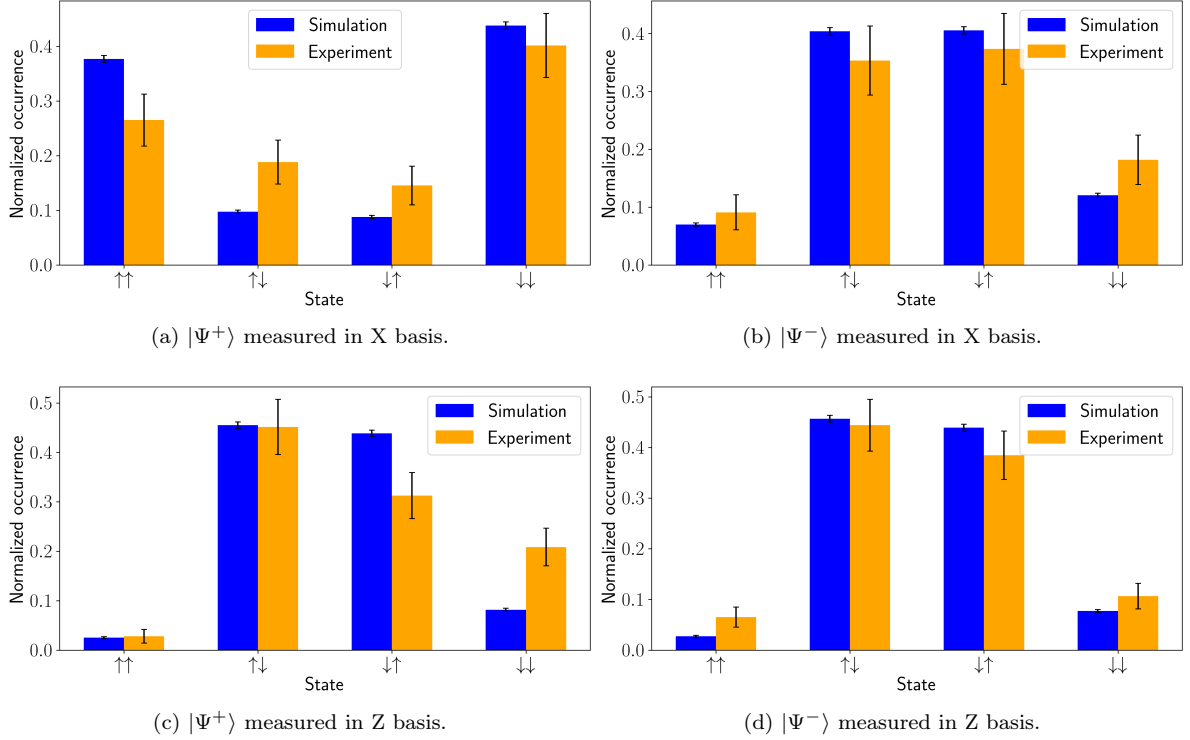 Normalized occurrence
0.4
0.3
0.2
0.1
0.0
Simulation
Experiment
↑↑ ↑↓ ↓↑ ↓↓
State
(a) |Ψ⁺⟩ measured in X basis.
Normalized occurrence
0.4
0.3
0.2
0.1
0.0
Simulation
Experiment
↑↑ ↑↓ ↓↑ ↓↓
State
(b) |Ψ⁻⟩ measured in X basis.
Normalized occurrence
0.5
0.4
0.3
0.2
0.1
0.0
Simulation
Experiment
↑↑ ↑↓ ↓↑ ↓↓
State
(c) |Ψ⁺⟩ measured in Z basis.
Normalized occurrence
0.5
0.4
0.3
0.2
0.1
0.0
Simulation
Experiment
↑↑ ↑↓ ↓↑ ↓↓
State
(d) |Ψ⁻⟩ measured in Z basis.